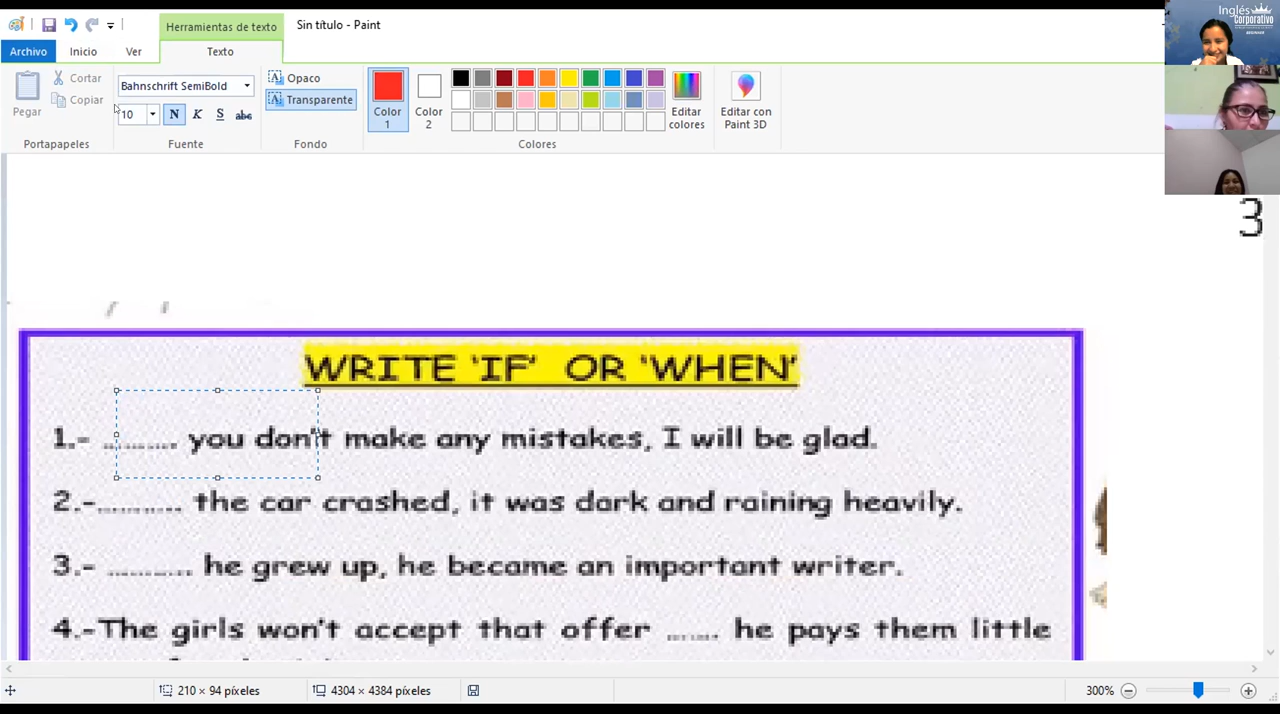 Herramientas de texto
Sin título - Paint
Archivo
Inicio
Ver
Texto
Pegar
Cortar
Copiar
Portapapeles
Bahnschrift SemiBold
10
N K S abc
Fuente
Opaco
Transparente
Fondo
Color 1
Color 2
Editar colores
Editar con Paint 3D
Colores
Inglés
Corporativo
3
WRITE 'IF' OR 'WHEN'
1.- ........... you don't make any mistakes, I will be glad.
2.-............ the car crashed, it was dark and raining heavily.
3.- ............ he grew up, he became an important writer.
4.-The girls won't accept that offer ....... he pays them little
210 × 94 píxeles
4304 × 4384 píxeles
300%